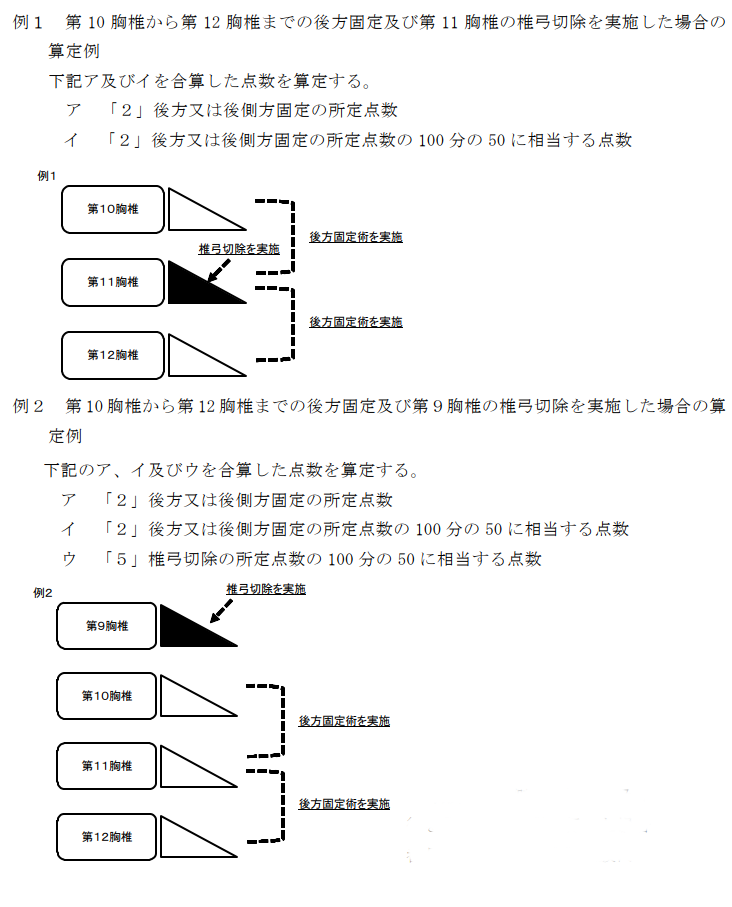 例１　第 10 胸椎から第 12 胸椎までの後方固定及び第 11 胸椎の椎弓切除を実施した場合の
算定例
下記ア及びイを合算した点数を算定する。
ア　「２」後方又は後側方固定の所定点数
イ　「２」後方又は後側方固定の所定点数の 100 分の 50 に相当する点数
例1
第10胸椎
後方固定術を実施
椎弓切除を実施
第11胸椎
後方固定術を実施
第12胸椎
例２　第 10 胸椎から第 12 胸椎までの後方固定及び第９胸椎の椎弓切除を実施した場合の算
定例
下記のア、イ及びウを合算した点数を算定する。
ア　「２」後方又は後側方固定の所定点数
イ　「２」後方又は後側方固定の所定点数の 100 分の 50 に相当する点数
ウ　「５」椎弓切除の所定点数の 100 分の 50 に相当する点数
例2
椎弓切除を実施
第9胸椎
第10胸椎
後方固定術を実施
第11胸椎
後方固定術を実施
第12胸椎